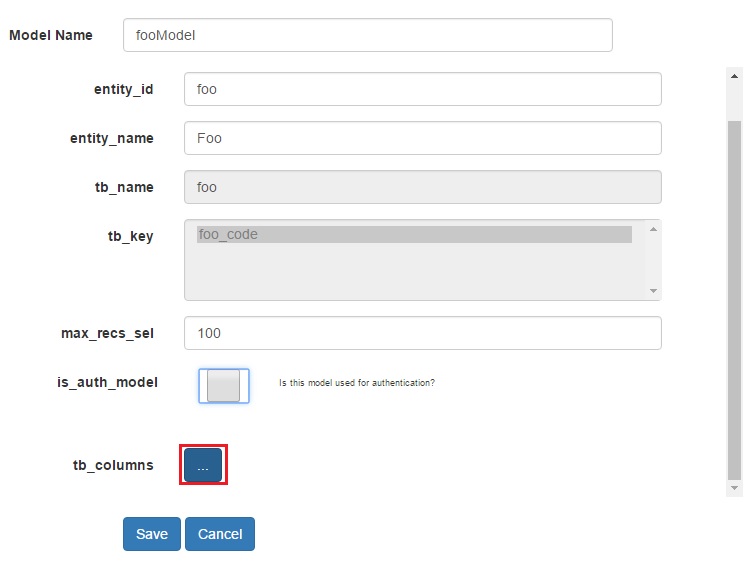 Model Name fooModel
entity_id foo
entity_name Foo
tb_name foo
tb_key foo_code
max_recs_sel 100
is_auth_model Is this model used for authentication?
tb_columns ...
Save Cancel